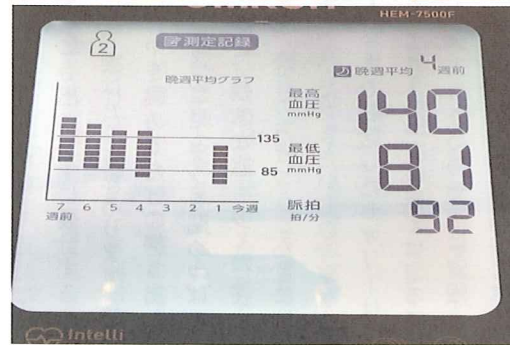 HEM-7500F
2
測定記録
晩週平均 4週前
晩週平均グラフ
最高血圧 mmHg 140
135
最低血圧 mmHg 81
85
脈拍 拍/分 92
7 6 5 4 3 2 1 今週
週前
Intelli